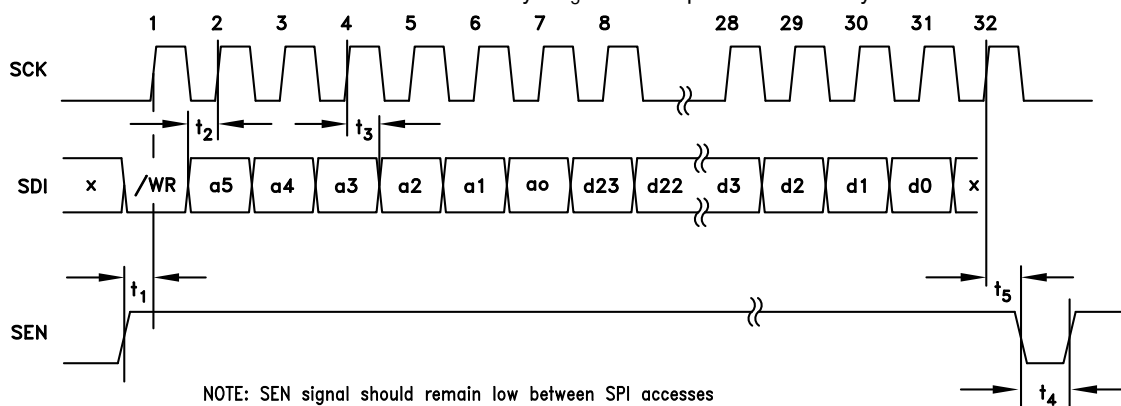 1 2 3 4 5 6 7 8 28 29 30 31 32
SCK
t2 t3
SDI x /WR a5 a4 a3 a2 a1 ao d23 d22 d3 d2 d1 d0 x
t1 t5
SEN
NOTE: SEN signal should remain low between SPI accesses
t4